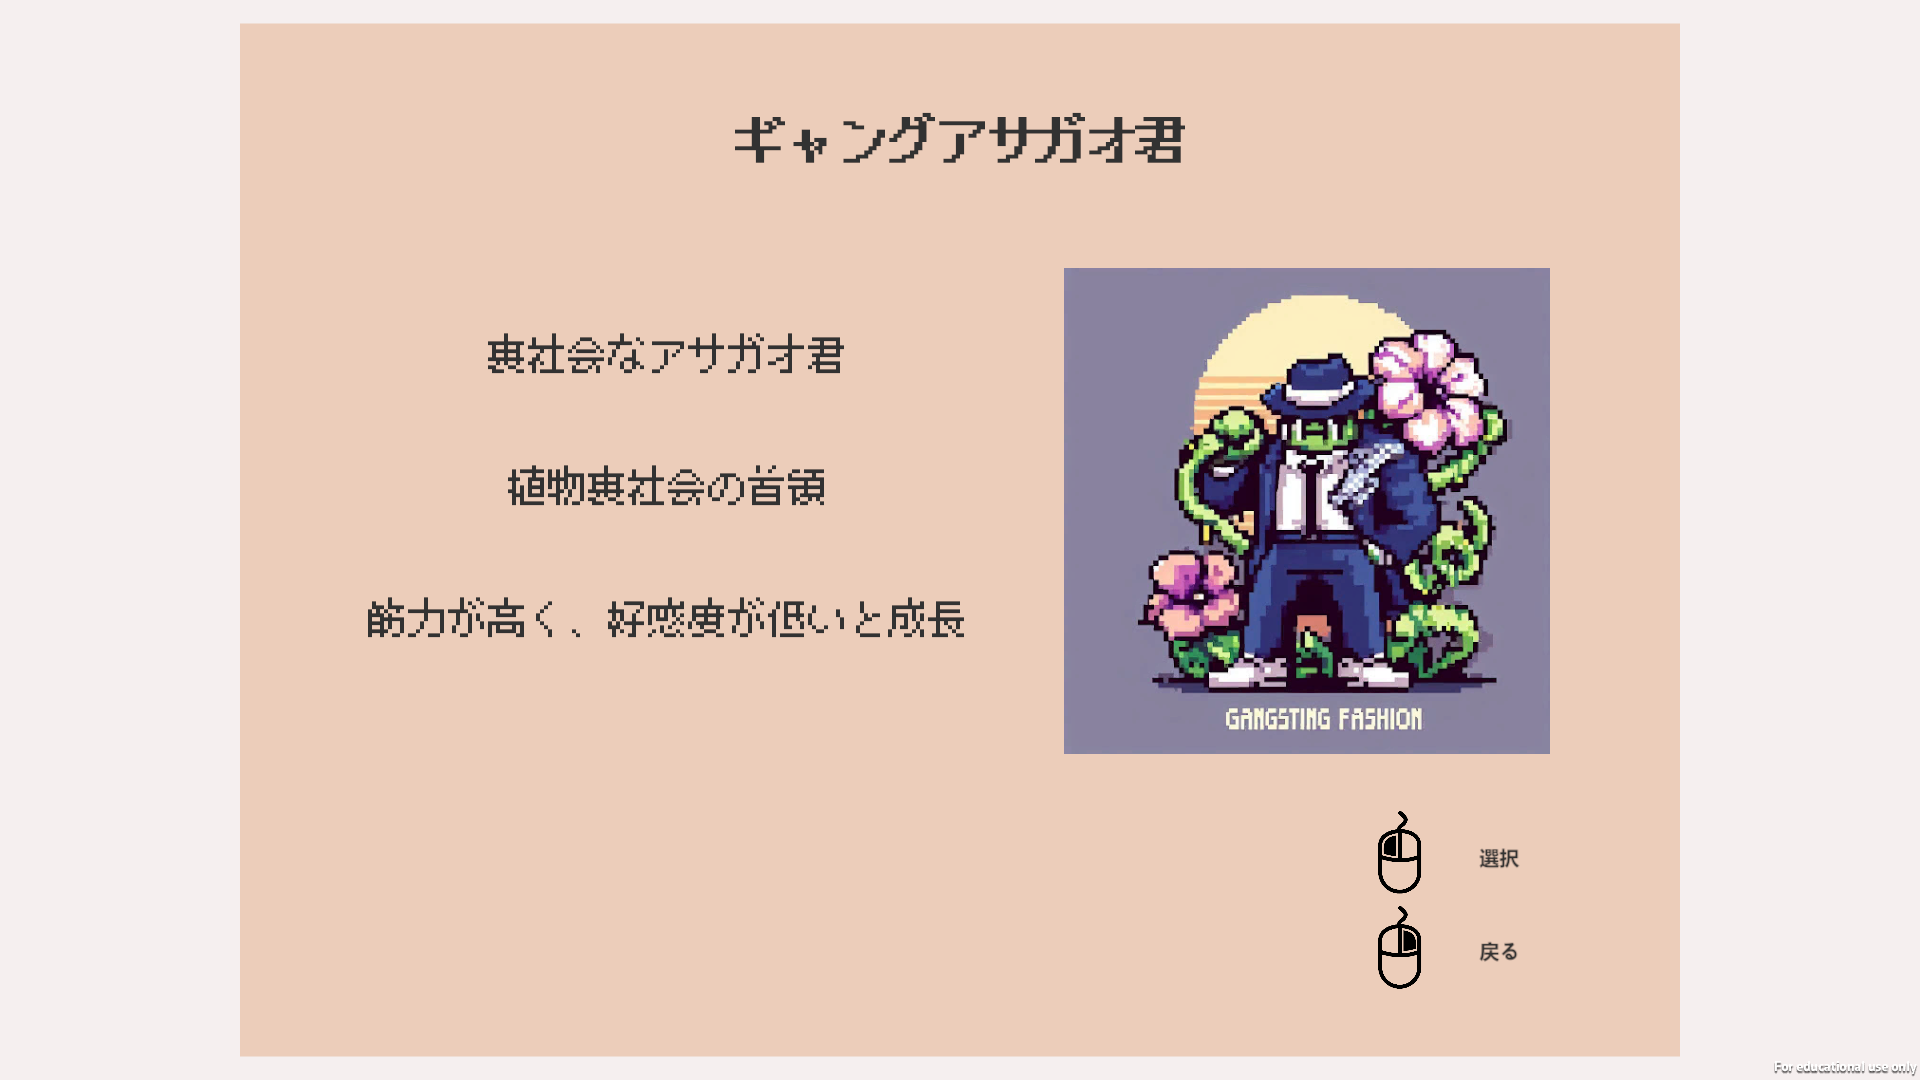 ギャングアサガオ君
裏社会なアサガオ君
植物裏社会の首領
筋力が高く、好感度が低いと成長
GANGSTING FASHION
選択
戻る
For educational use only